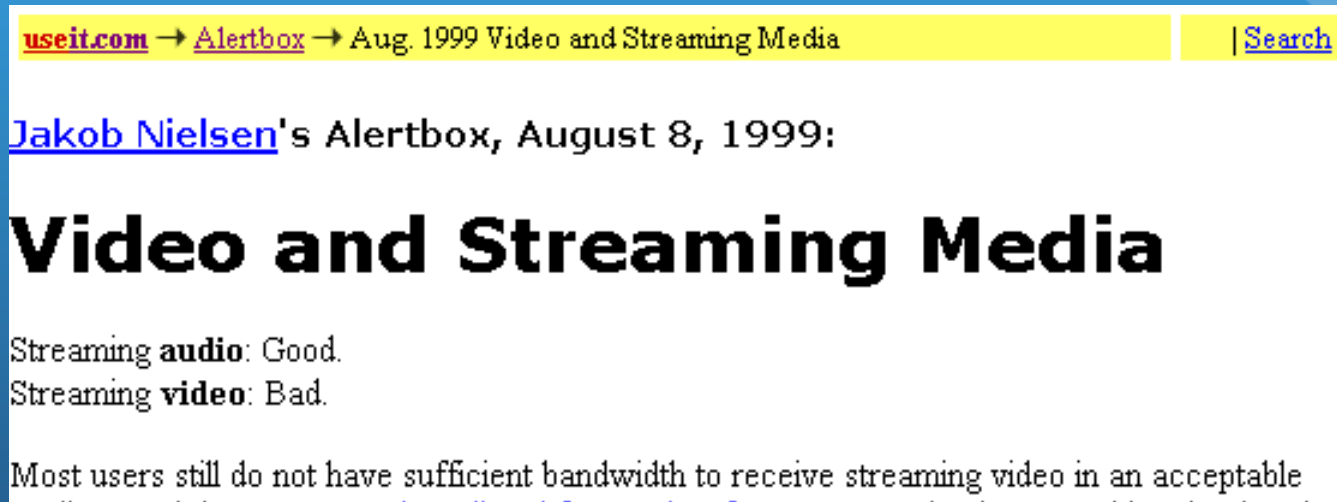 useit.com → Alertbox → Aug. 1999 Video and Streaming Media | Search
Jakob Nielsen's Alertbox, August 8, 1999:
Video and Streaming Media
Streaming audio: Good.
Streaming video: Bad.
Most users still do not have sufficient bandwidth to receive streaming video in an acceptable